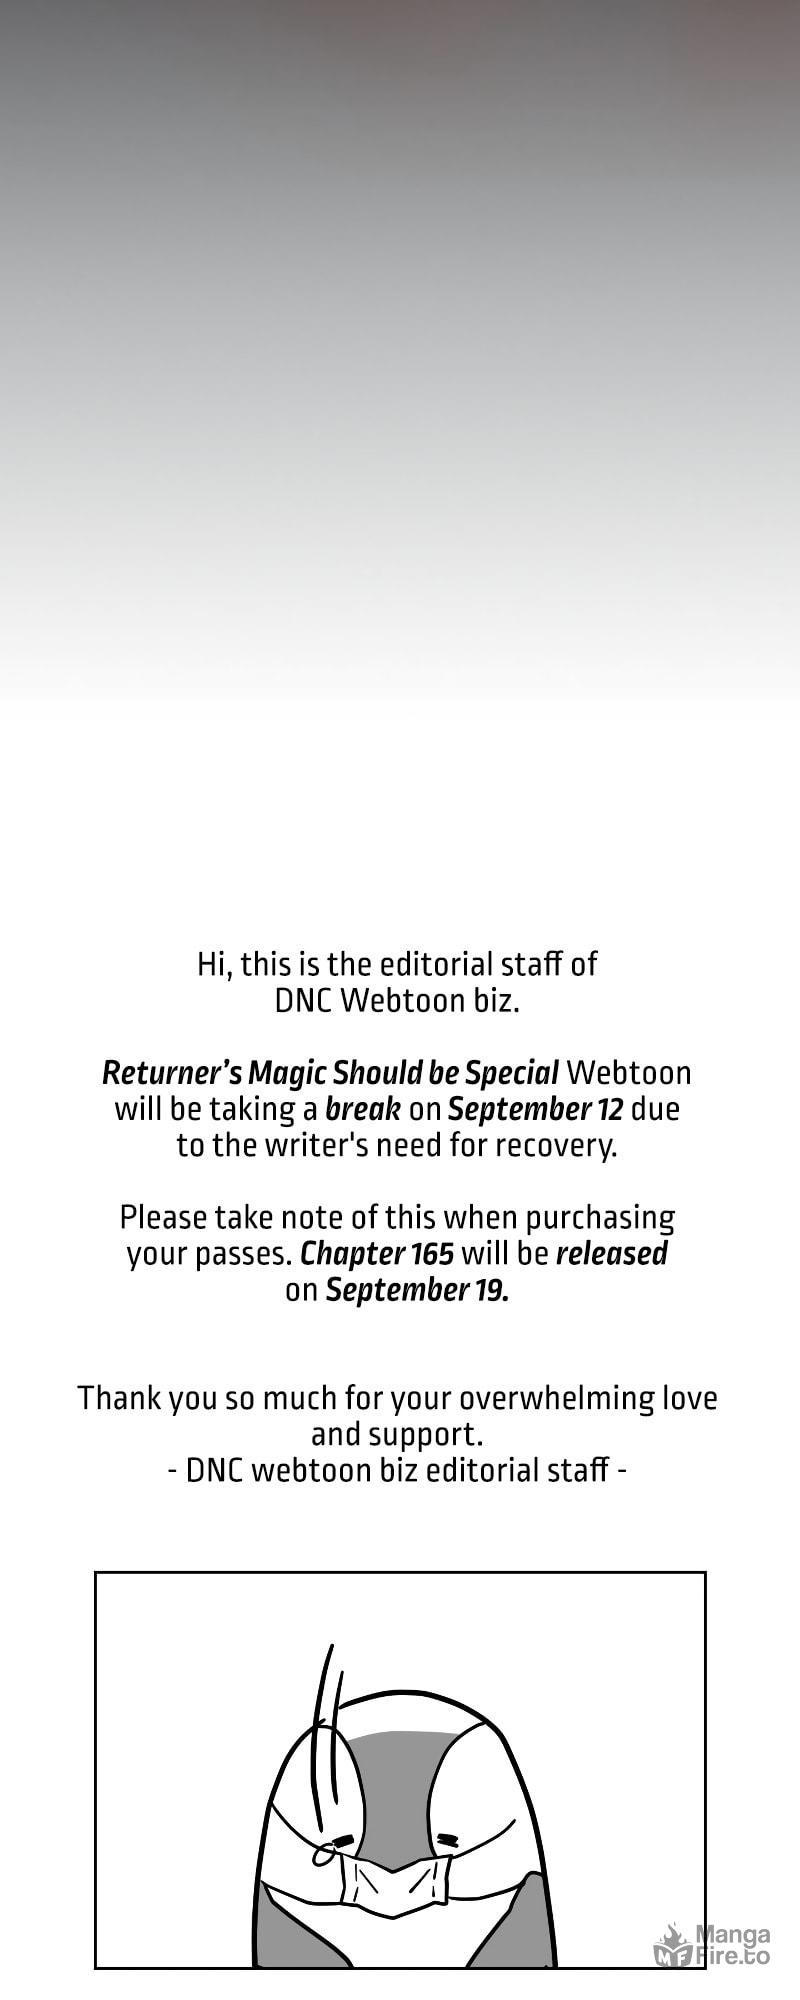 Hi, this is the editorial staff of
DNC Webtoon biz.
Returner's Magic Should be Special Webtoon
will be taking a break on September 12 due
to the writer's need for recovery.
Please take note of this when purchasing
your passes. Chapter 165 will be released
on September 19.
Thank you so much for your overwhelming love
and support.
- DNC webtoon biz editorial staff -
Manga
MF Fire.to